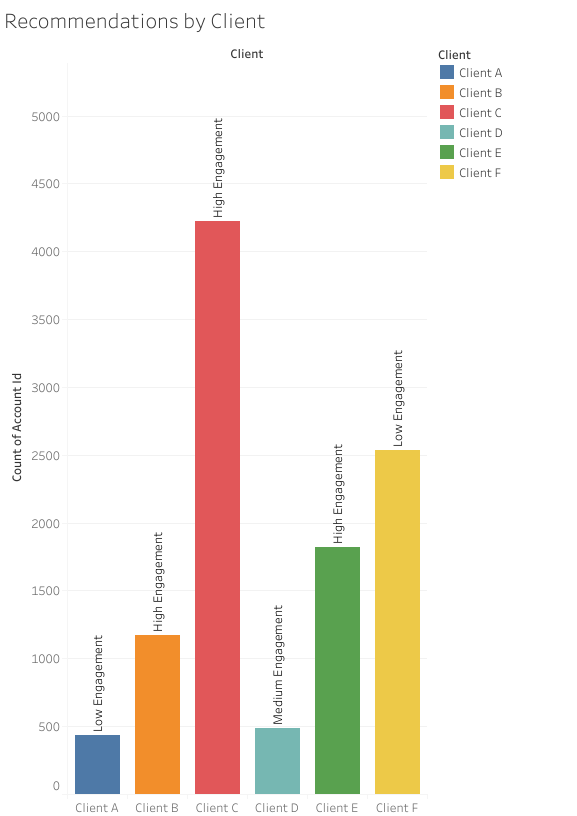 Recommendations by Client
Client
Client
Client A
Client B
Client C
Client D
Client E
Client F
Count of Account Id
5000
4500
4000
3500
3000
2500
2000
1500
1000
500
0
Low Engagement
High Engagement
High Engagement
Medium Engagement
High Engagement
Low Engagement
Client A
Client B
Client C
Client D
Client E
Client F